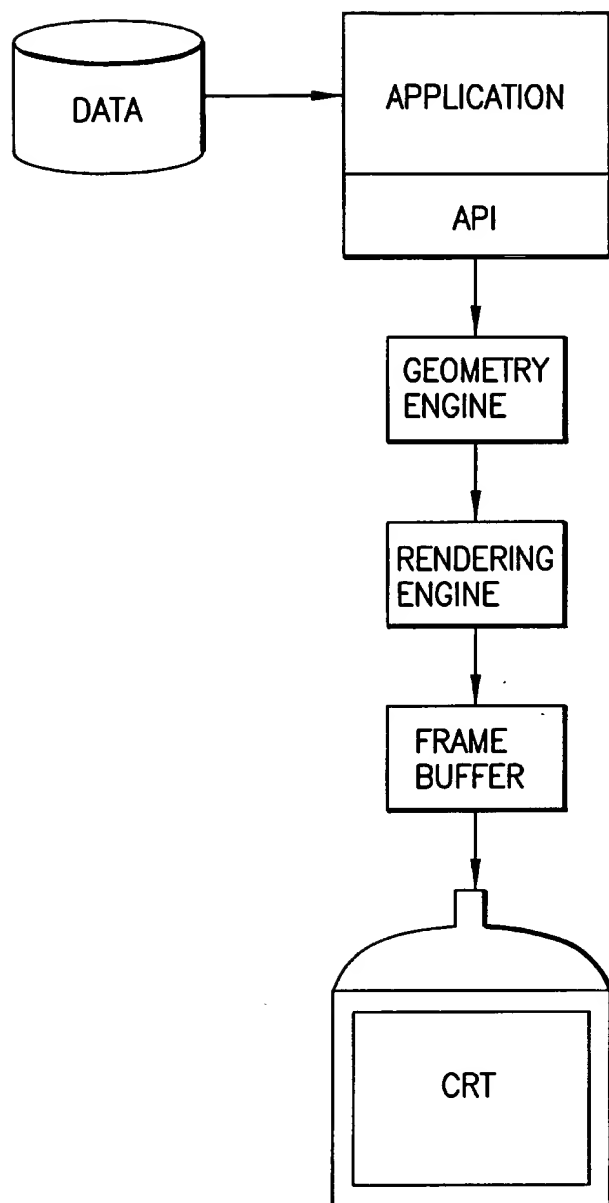 DATA
APPLICATION
API
GEOMETRY
ENGINE
RENDERING
ENGINE
FRAME
BUFFER
CRT